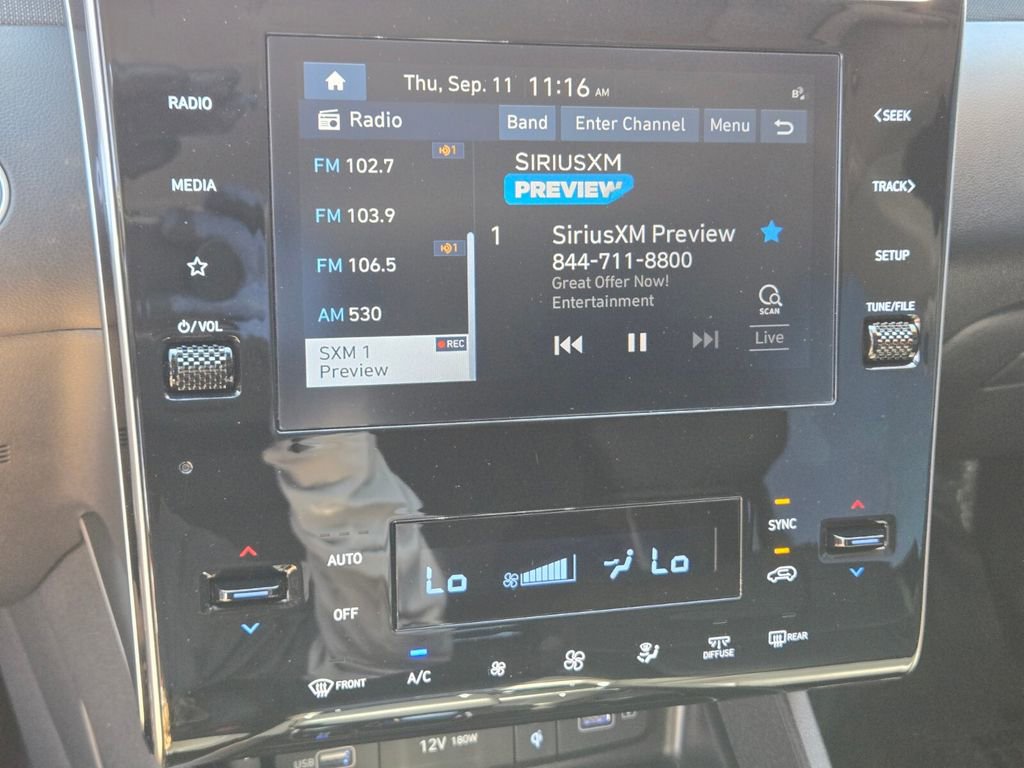 RADIO
MEDIA
⏻/VOL
Thu, Sep. 11 11:16 AM
Radio
Band
Enter Channel
Menu
FM 102.7
FM 103.9
FM 106.5
AM 530
SXM 1
REC
Preview
SIRIUSXM
PREVIEW
1
SiriusXM Preview
844-711-8800
Great Offer Now!
Entertainment
SCAN
Live
<SEEK
TRACK>
SETUP
TUNE/FILE
AUTO
OFF
Lo
Lo
SYNC
FRONT
A/C
DIFFUSE
REAR
USB
12V 180W